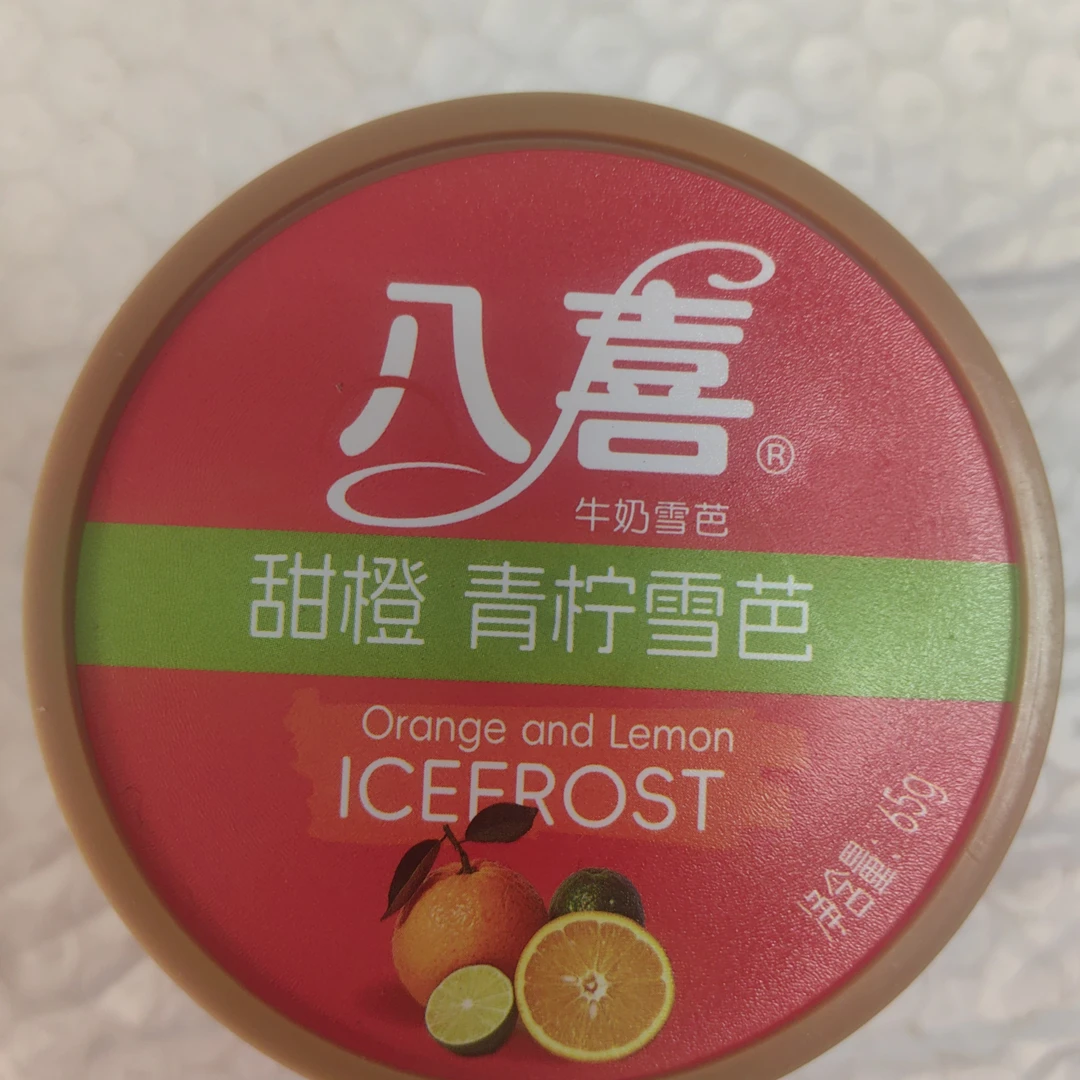 八喜®
牛奶雪芭
甜橙 青柠雪芭
Orange and Lemon
ICEFROST
净含量:65g